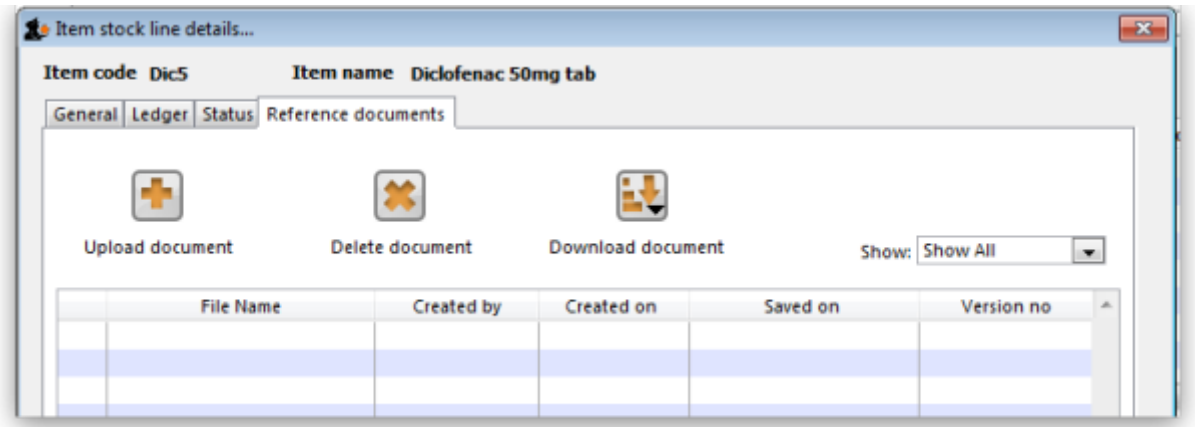 Item stock line details...
Item code Dic5 Item name Diclofenac 50mg tab
General Ledger Status Reference documents
Upload document Delete document Download document
Show: Show All
File Name Created by Created on Saved on Version no